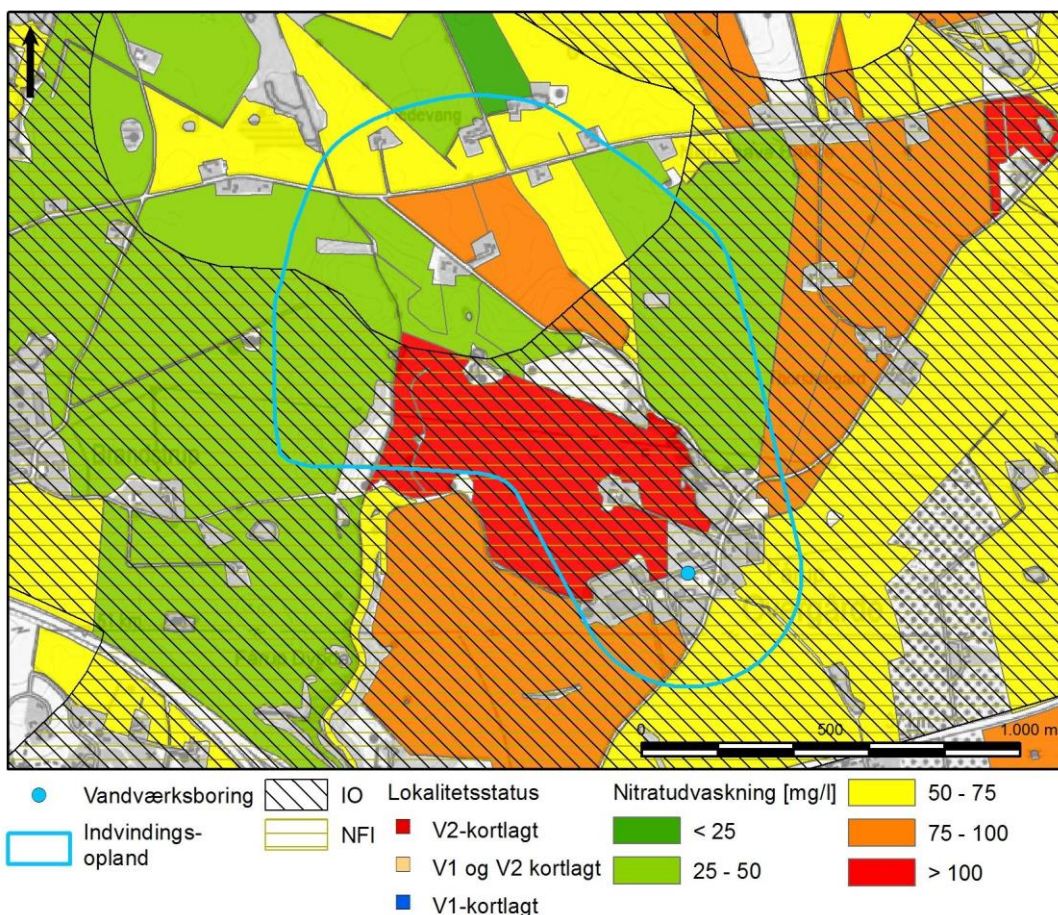 0 500 1.000 m
Vandværksboring
Indvindings-
opland
IO
NFI
Lokalitetsstatus
V2-kortlagt
V1 og V2 kortlagt
V1-kortlagt
Nitratudvaskning [mg/l]
< 25
25 - 50
50 - 75
75 - 100
> 100